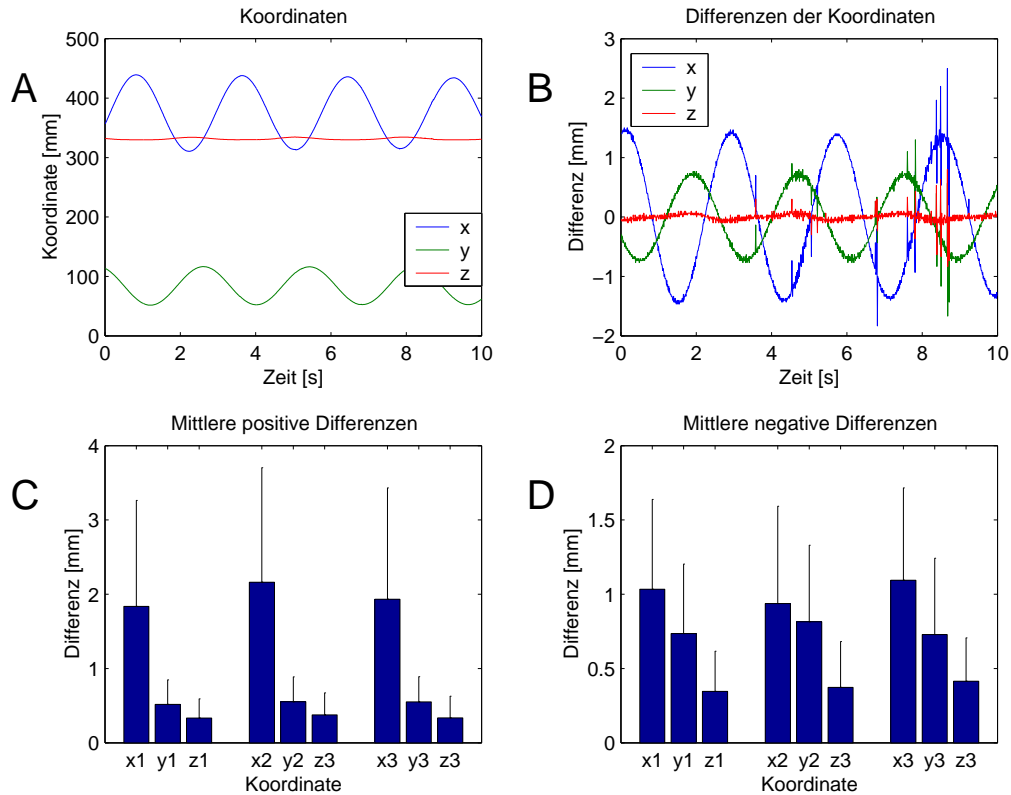 A
Koordinaten
Koordinate [mm]
500
400
300
200
100
0
x
y
z
0 2 4 6 8 10
Zeit [s]
B
Differenzen der Koordinaten
Differenz [mm]
3
2
1
0
−1
−2
x
y
z
0 2 4 6 8 10
Zeit [s]
C
Mittlere positive Differenzen
Differenz [mm]
4
3
2
1
0
x1 y1 z1 x2 y2 z3 x3 y3 z3
Koordinate
D
Mittlere negative Differenzen
Differenz [mm]
2
1.5
1
0.5
0
x1 y1 z1 x2 y2 z3 x3 y3 z3
Koordinate